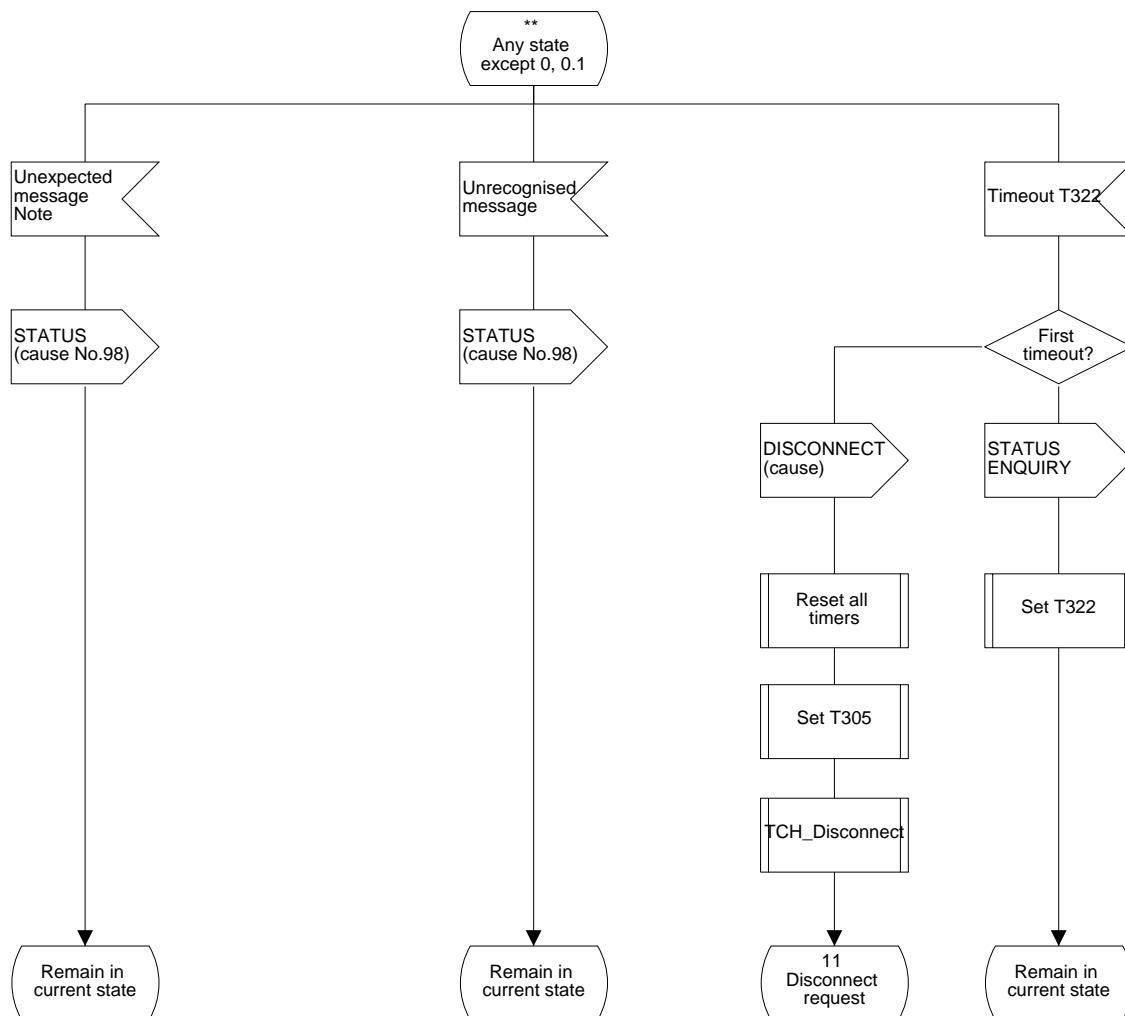 **
Any state
except 0, 0.1
Unexpected
message
Note
Unrecognised
message
Timeout T322
STATUS
(cause No.98)
STATUS
(cause No.98)
First
timeout?
DISCONNECT
(cause)
STATUS
ENQUIRY
Reset all
timers
Set T322
Set T305
TCH_Disconnect
Remain in
current state
Remain in
current state
11
Disconnect
request
Remain in
current state